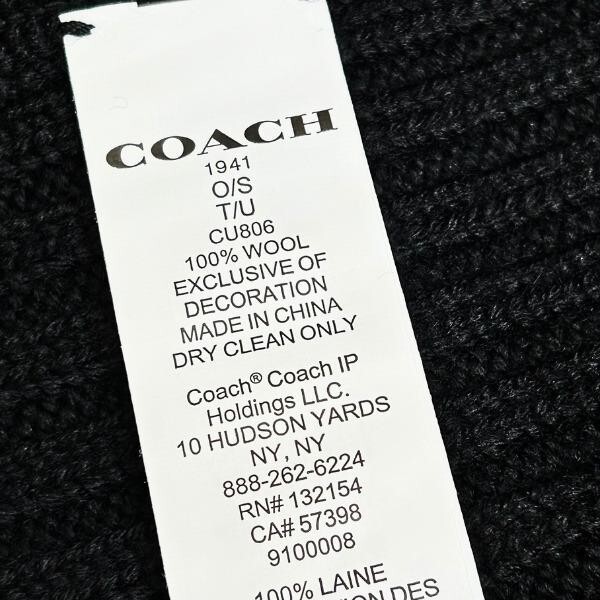 COACH
1941
O/S
T/U
CU806
100% WOOL
EXCLUSIVE OF
DECORATION
MADE IN CHINA
DRY CLEAN ONLY
Coach® Coach IP
Holdings LLC.
10 HUDSON YARDS
NY, NY
888-262-6224
RN# 132154
CA# 57398
9100008
100% LAINE
DES